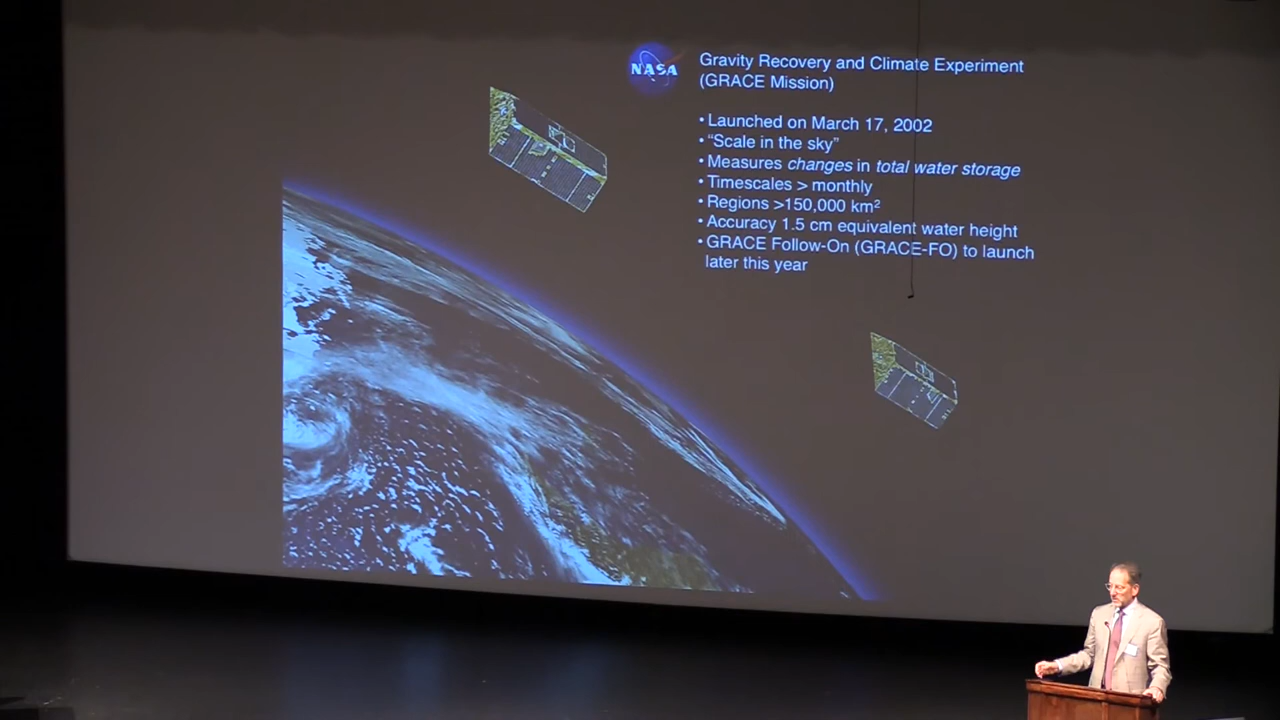 NASA
Gravity Recovery and Climate Experiment
(GRACE Mission)
• Launched on March 17, 2002
• “Scale in the sky”
• Measures changes in total water storage
• Timescales > monthly
• Regions >150,000 km²
• Accuracy 1.5 cm equivalent water height
• GRACE Follow-On (GRACE-FO) to launch
later this year